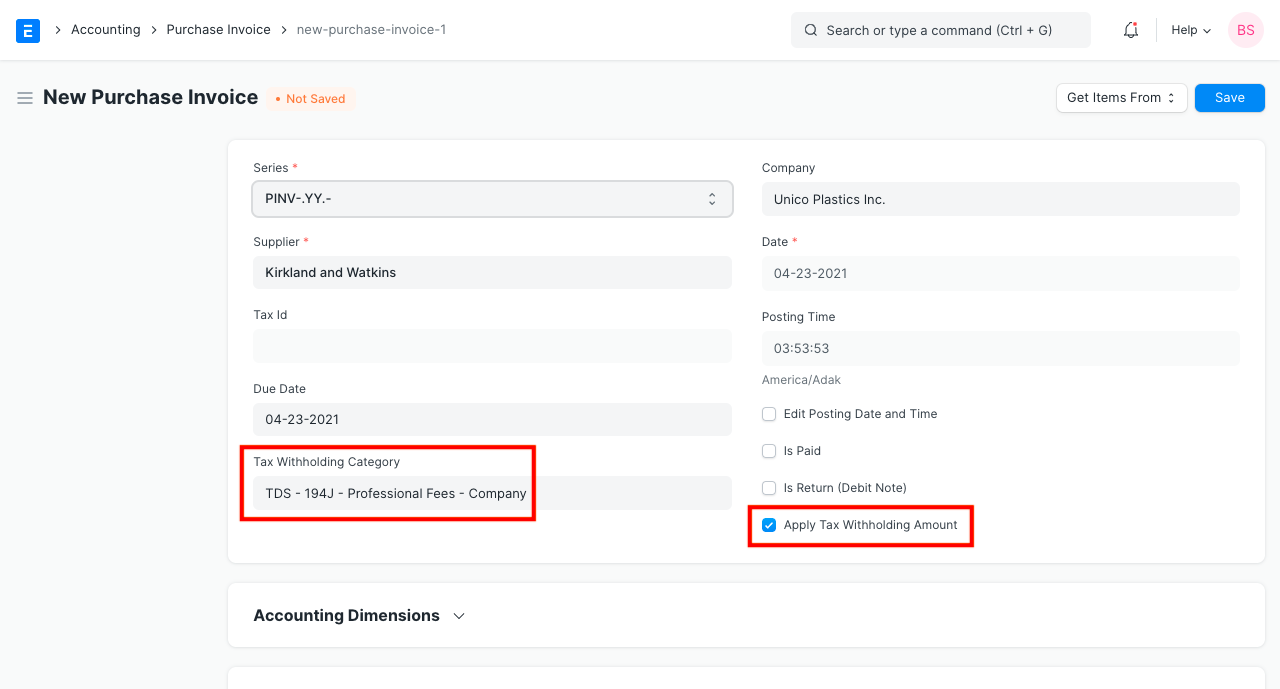 E
Accounting
Purchase Invoice
new-purchase-invoice-1
Search or type a command (Ctrl + G)
Help
BS
New Purchase Invoice
Not Saved
Get Items From
Save
Series *
PINV-.YY.-
Supplier *
Kirkland and Watkins
Tax Id
Due Date
04-23-2021
Tax Withholding Category
TDS - 194J - Professional Fees - Company
Company
Unico Plastics Inc.
Date *
04-23-2021
Posting Time
03:53:53
America/Adak
Edit Posting Date and Time
Is Paid
Is Return (Debit Note)
Apply Tax Withholding Amount
Accounting Dimensions